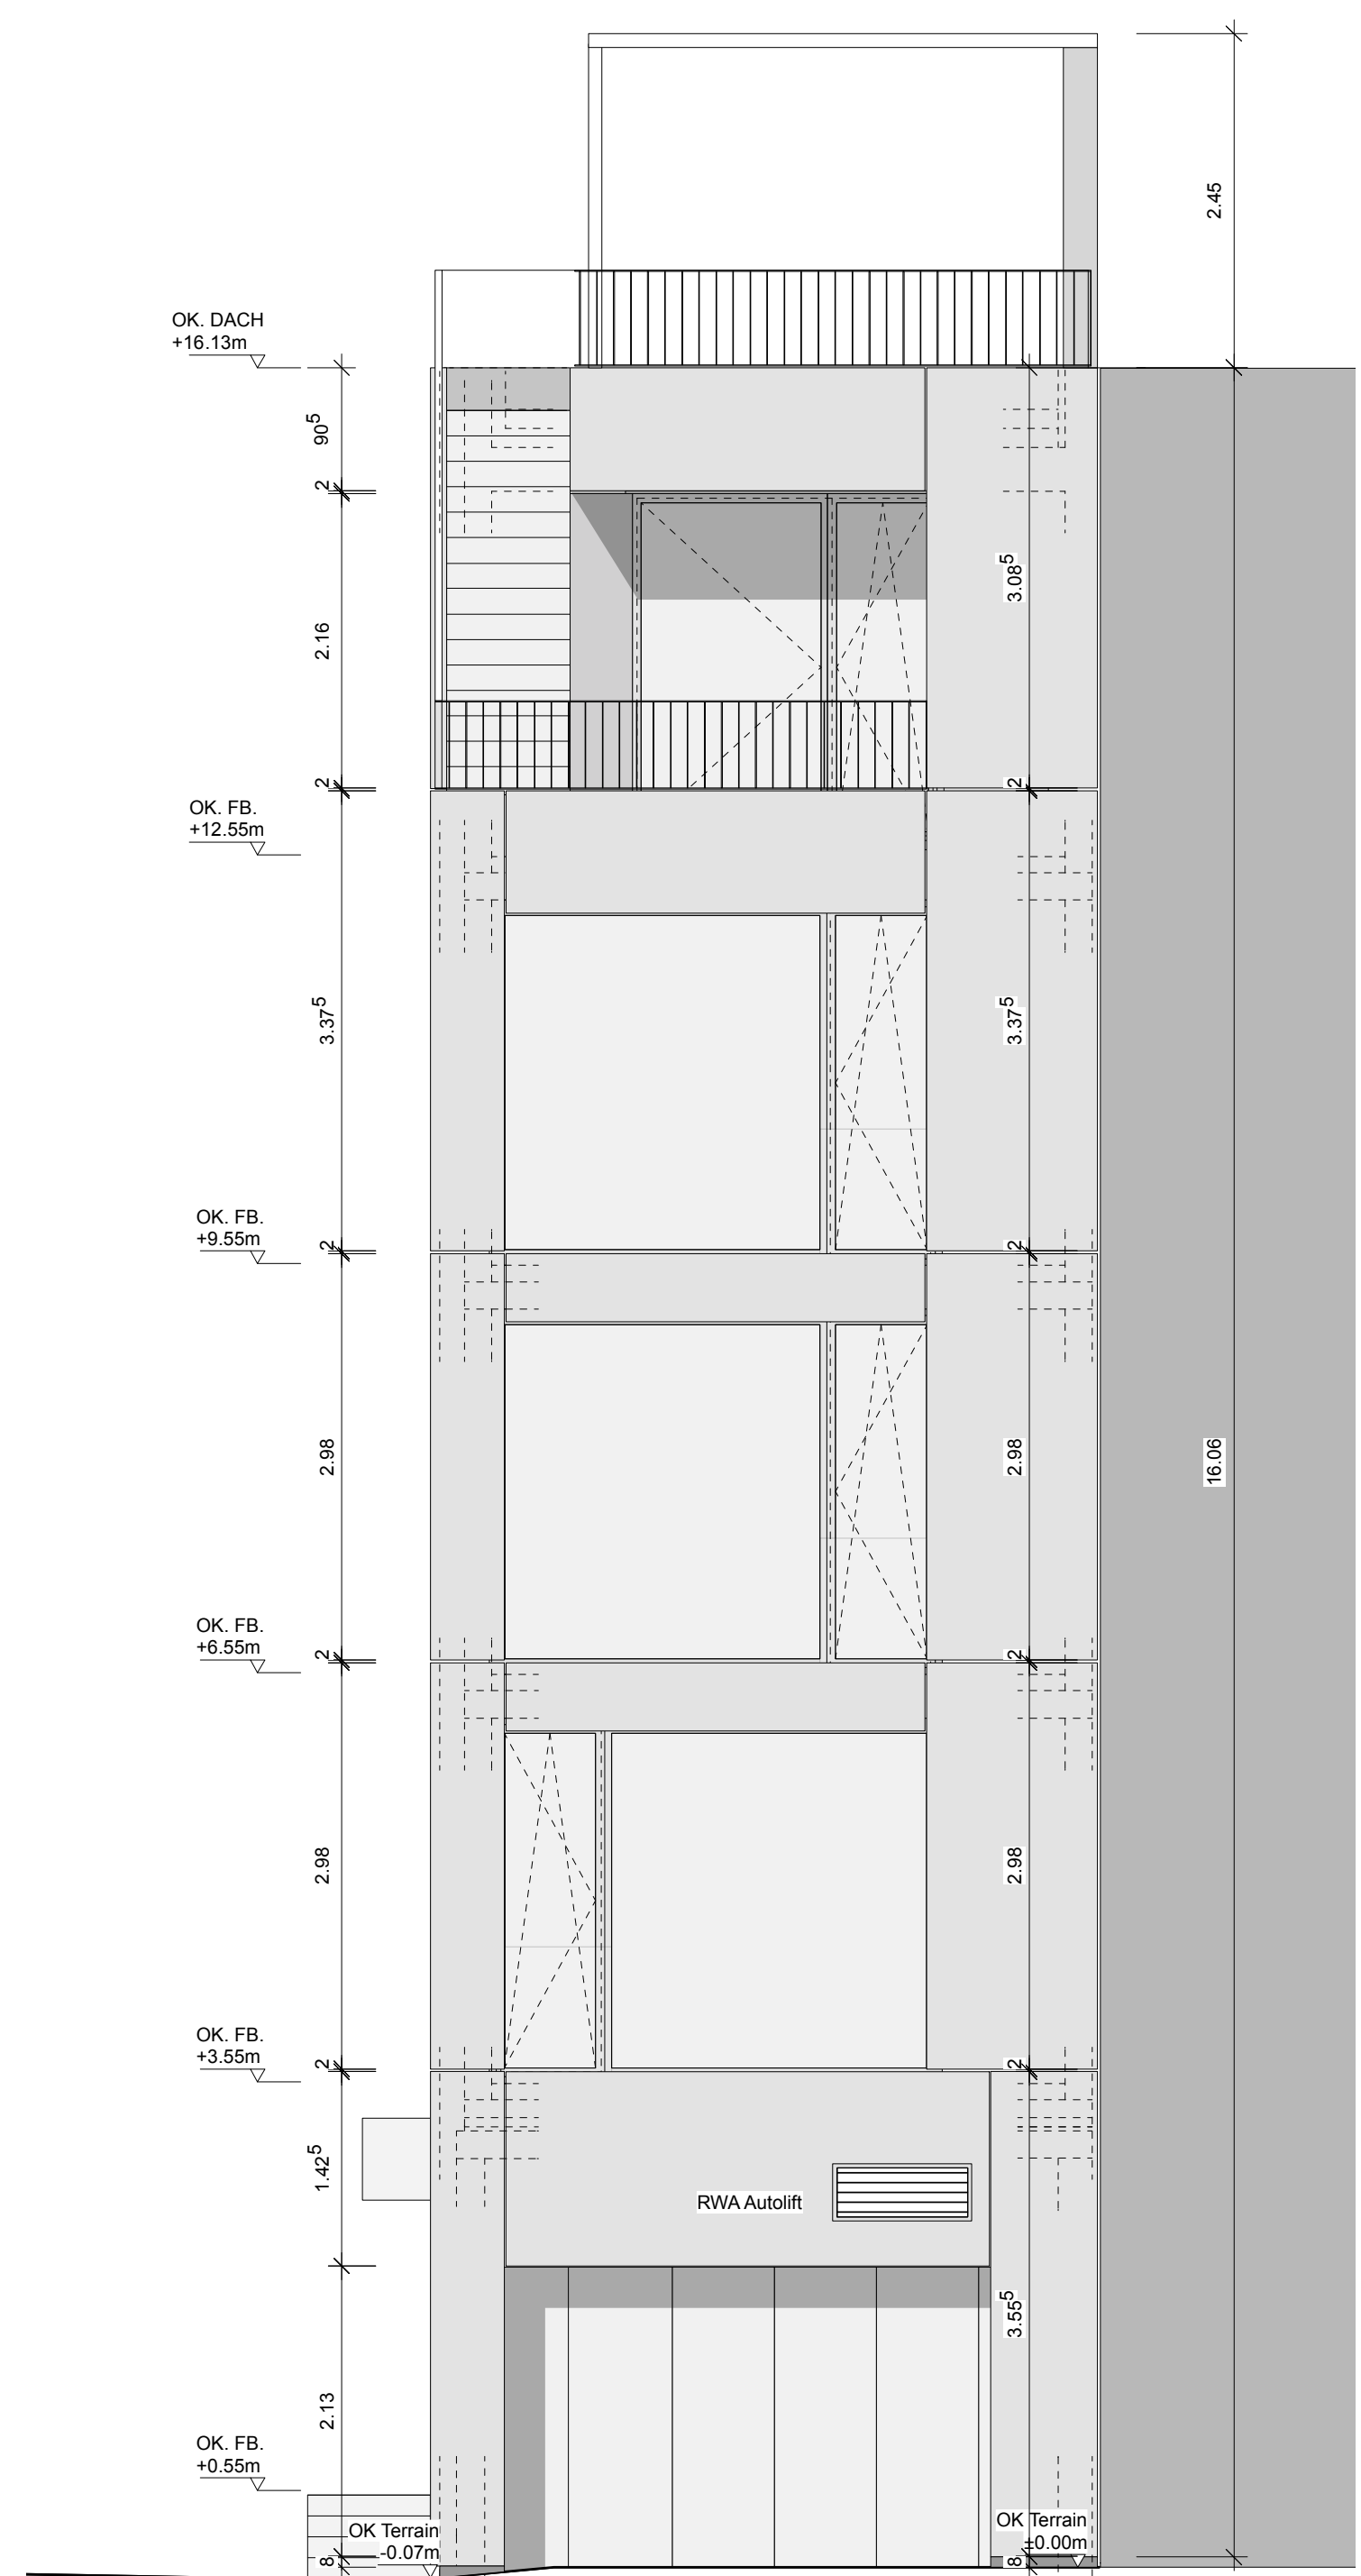 2.45
OK. DACH
+16.13m
90⁵
2
2.16
3.08⁵
2
2
OK. FB.
+12.55m
3.37⁵
3.37⁵
OK. FB.
+9.55m
2
2
2.98
2.98
16.06
OK. FB.
+6.55m
2
2
2.98
2.98
OK. FB.
+3.55m
2
2
1.42⁵
RWA Autolift
3.55⁵
2.13
OK. FB.
+0.55m
OK Terrain
-0.07m
OK Terrain
±0.00m
8
8